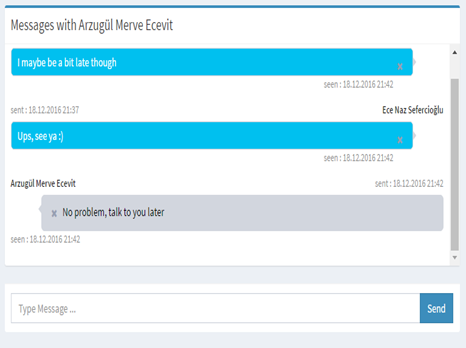 Messages with Arzugül Merve Ecevit
I maybe be a bit late though
x
seen : 18.12.2016 21:42
sent : 18.12.2016 21:37 Ece Naz Sefercioğlu
Ups, see ya :)
x
seen : 18.12.2016 21:42
Arzugül Merve Ecevit sent : 18.12.2016 21:42
x No problem, talk to you later
seen : 18.12.2016 21:42
Type Message ... Send